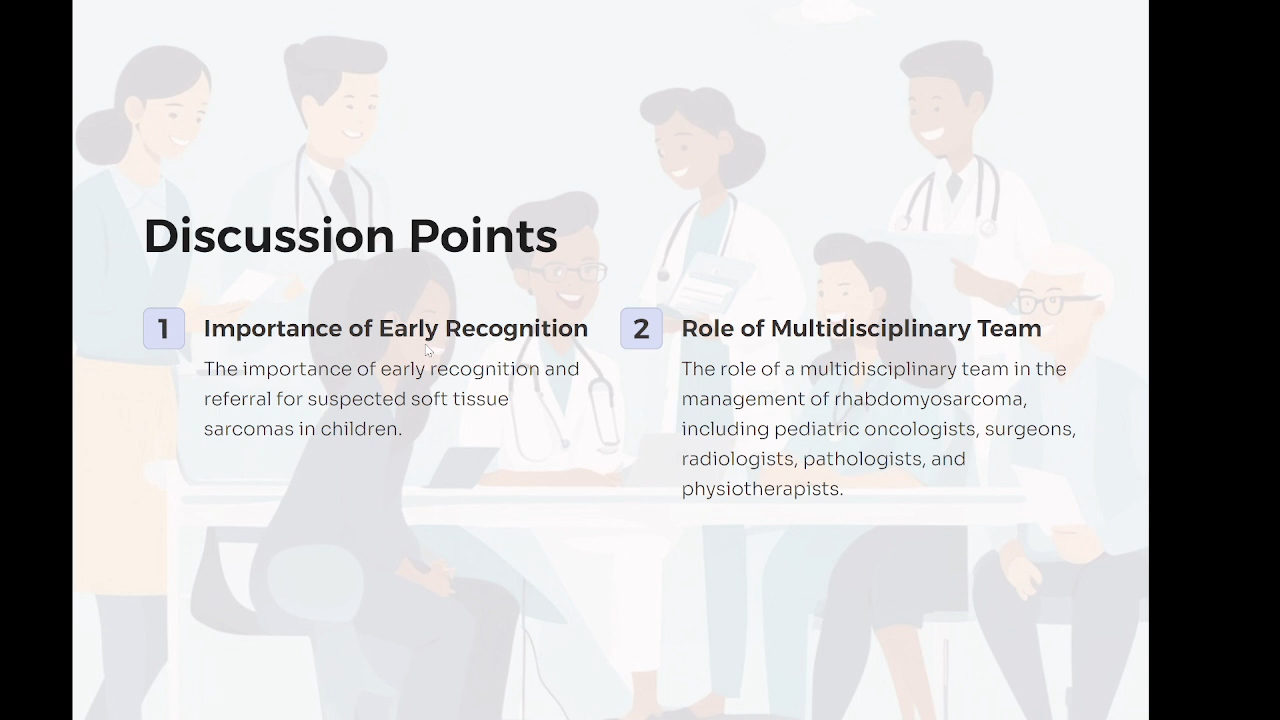 Discussion Points
1
Importance of Early Recognition
The importance of early recognition and
referral for suspected soft tissue
sarcomas in children.
2
Role of Multidisciplinary Team
The role of a multidisciplinary team in the
management of rhabdomyosarcoma,
including pediatric oncologists, surgeons,
radiologists, pathologists, and
physiotherapists.